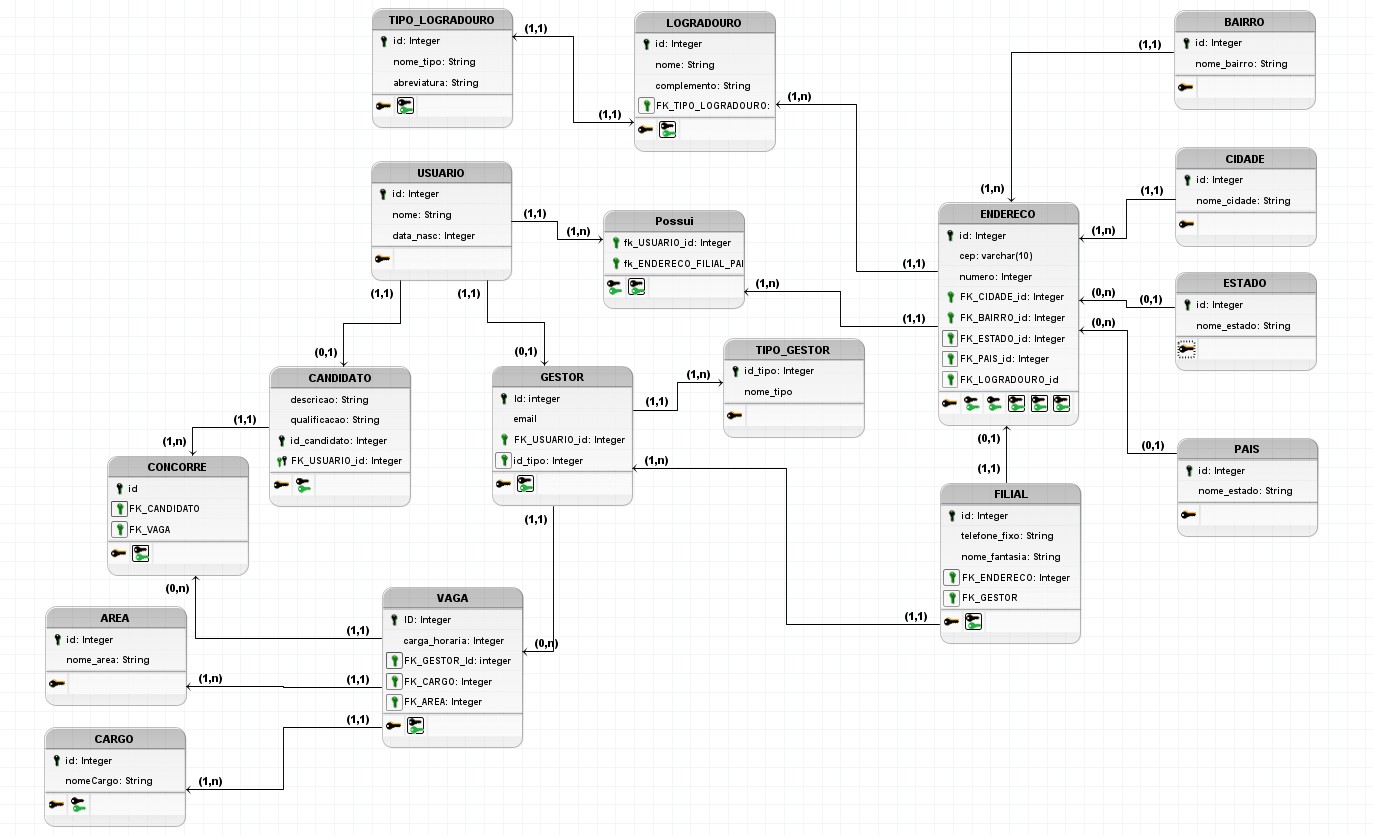 TIPO_LOGRADOURO
id: Integer
nome_tipo: String
abreviatura: String
(1,1)
(1,1)
LOGRADOURO
id: Integer
nome: String
complemento: String
FK_TIPO_LOGRADOURO:
(1,n)
(1,1)
BAIRRO
id: Integer
nome_bairro: String
(1,1)
(1,n)
CIDADE
id: Integer
nome_cidade: String
(1,1)
(1,n)
USUARIO
id: Integer
nome: String
data_nasc: Integer
(1,1)
(1,n)
(1,1)
(1,1)
(0,1)
(0,1)
Possui
fk_USUARIO_id: Integer
fk_ENDERECO_FILIAL_PAI
(1,n)
(1,1)
ENDERECO
id: Integer
cep: varchar(10)
numero: Integer
FK_CIDADE_id: Integer
FK_BAIRRO_id: Integer
FK_ESTADO_id: Integer
FK_PAIS_id: Integer
FK_LOGRADOURO_id
ESTADO
id: Integer
nome_estado: String
(0,n)
(0,1)
(0,n)
(0,1)
PAIS
id: Integer
nome_estado: String
TIPO_GESTOR
id_tipo: Integer
nome_tipo
(1,n)
(1,1)
CANDIDATO
descricao: String
qualificacao: String
id_candidato: Integer
FK_USUARIO_id: Integer
(1,1)
(1,n)
GESTOR
Id: integer
email
FK_USUARIO_id: Integer
id_tipo: Integer
(1,n)
(1,1)
(1,1)
(0,n)
CONCORRE
id
FK_CANDIDATO
FK_VAGA
(0,n)
(1,1)
(0,1)
(1,1)
FILIAL
id: Integer
telefone_fixo: String
nome_fantasia: String
FK_ENDERECO: Integer
FK_GESTOR
VAGA
ID: Integer
carga_horaria: Integer
FK_GESTOR_Id: integer
FK_CARGO: Integer
FK_AREA: Integer
AREA
id: Integer
nome_area: String
(1,n)
(1,1)
CARGO
id: Integer
nomeCargo: String
(1,n)
(1,1)